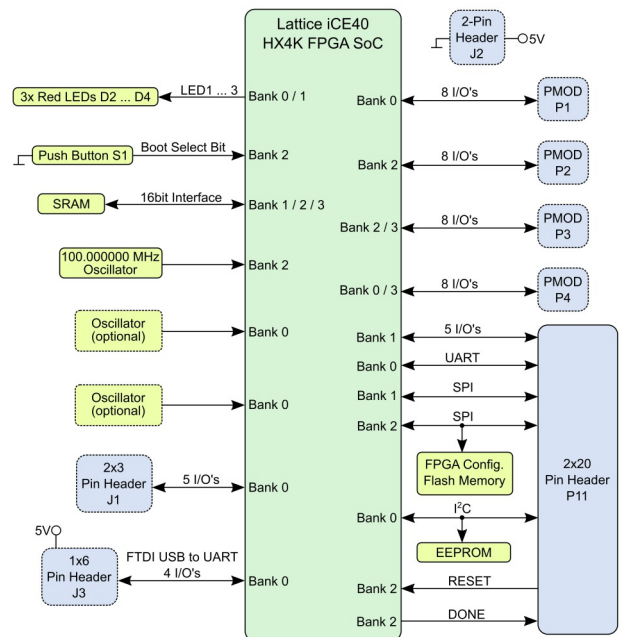 Lattice iCE40
HX4K FPGA SoC
2-Pin
Header
J2
5V
3x Red LEDs D2 ... D4
LED1 ... 3
Bank 0 / 1
Bank 0
8 I/O's
PMOD
P1
Push Button S1
Boot Select Bit
Bank 2
Bank 2
8 I/O's
PMOD
P2
SRAM
16bit Interface
Bank 1 / 2 / 3
Bank 2 / 3
8 I/O's
PMOD
P3
100.000000 MHz
Oscillator
Bank 2
Bank 0 / 3
8 I/O's
PMOD
P4
Oscillator
(optional)
Bank 0
Bank 1
5 I/O's
Bank 0
UART
Bank 1
SPI
Oscillator
(optional)
Bank 0
Bank 2
SPI
FPGA Config.
Flash Memory
2x20
Pin Header
P11
2x3
Pin Header
J1
5 I/O's
Bank 0
Bank 0
I²C
EEPROM
5V
1x6
Pin Header
J3
FTDI USB to UART
4 I/O's
Bank 0
Bank 2
RESET
Bank 2
DONE